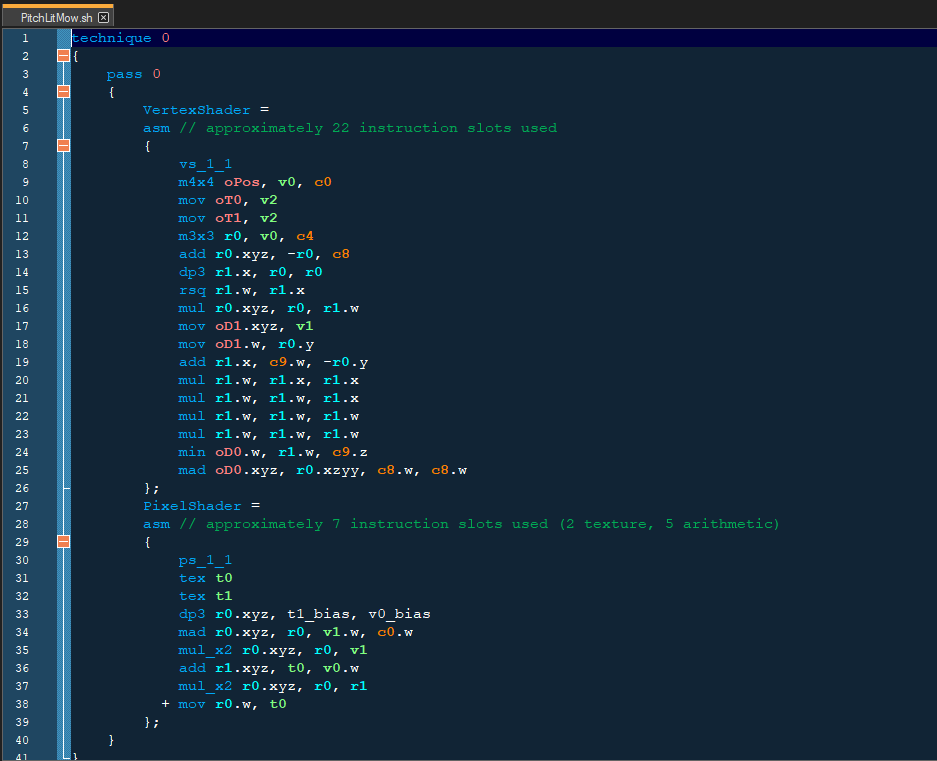 PitchLitMow.sh
1 technique 0
2 {
3 pass 0
4 {
5 VertexShader =
6 asm // approximately 22 instruction slots used
7 {
8 vs_1_1
9 m4x4 oPos, v0, c0
10 mov oT0, v2
11 mov oT1, v2
12 m3x3 r0, v0, c4
13 add r0.xyz, -r0, c8
14 dp3 r1.x, r0, r0
15 rsq r1.w, r1.x
16 mul r0.xyz, r0, r1.w
17 mov oD1.xyz, v1
18 mov oD1.w, r0.y
19 add r1.x, c9.w, -r0.y
20 mul r1.w, r1.x, r1.x
21 mul r1.w, r1.w, r1.x
22 mul r1.w, r1.w, r1.w
23 mul r1.w, r1.w, r1.w
24 min oD0.w, r1.w, c9.z
25 mad oD0.xyz, r0.xzyy, c8.w, c8.w
26 };
27 PixelShader =
28 asm // approximately 7 instruction slots used (2 texture, 5 arithmetic)
29 {
30 ps_1_1
31 tex t0
32 tex t1
33 dp3 r0.xyz, t1_bias, v0_bias
34 mad r0.xyz, r0, v1.w, c0.w
35 mul_x2 r0.xyz, r0, v1
36 add r1.xyz, t0, v0.w
37 mul_x2 r0.xyz, r0, r1
38 + mov r0.w, t0
39 };
40 }
41 }